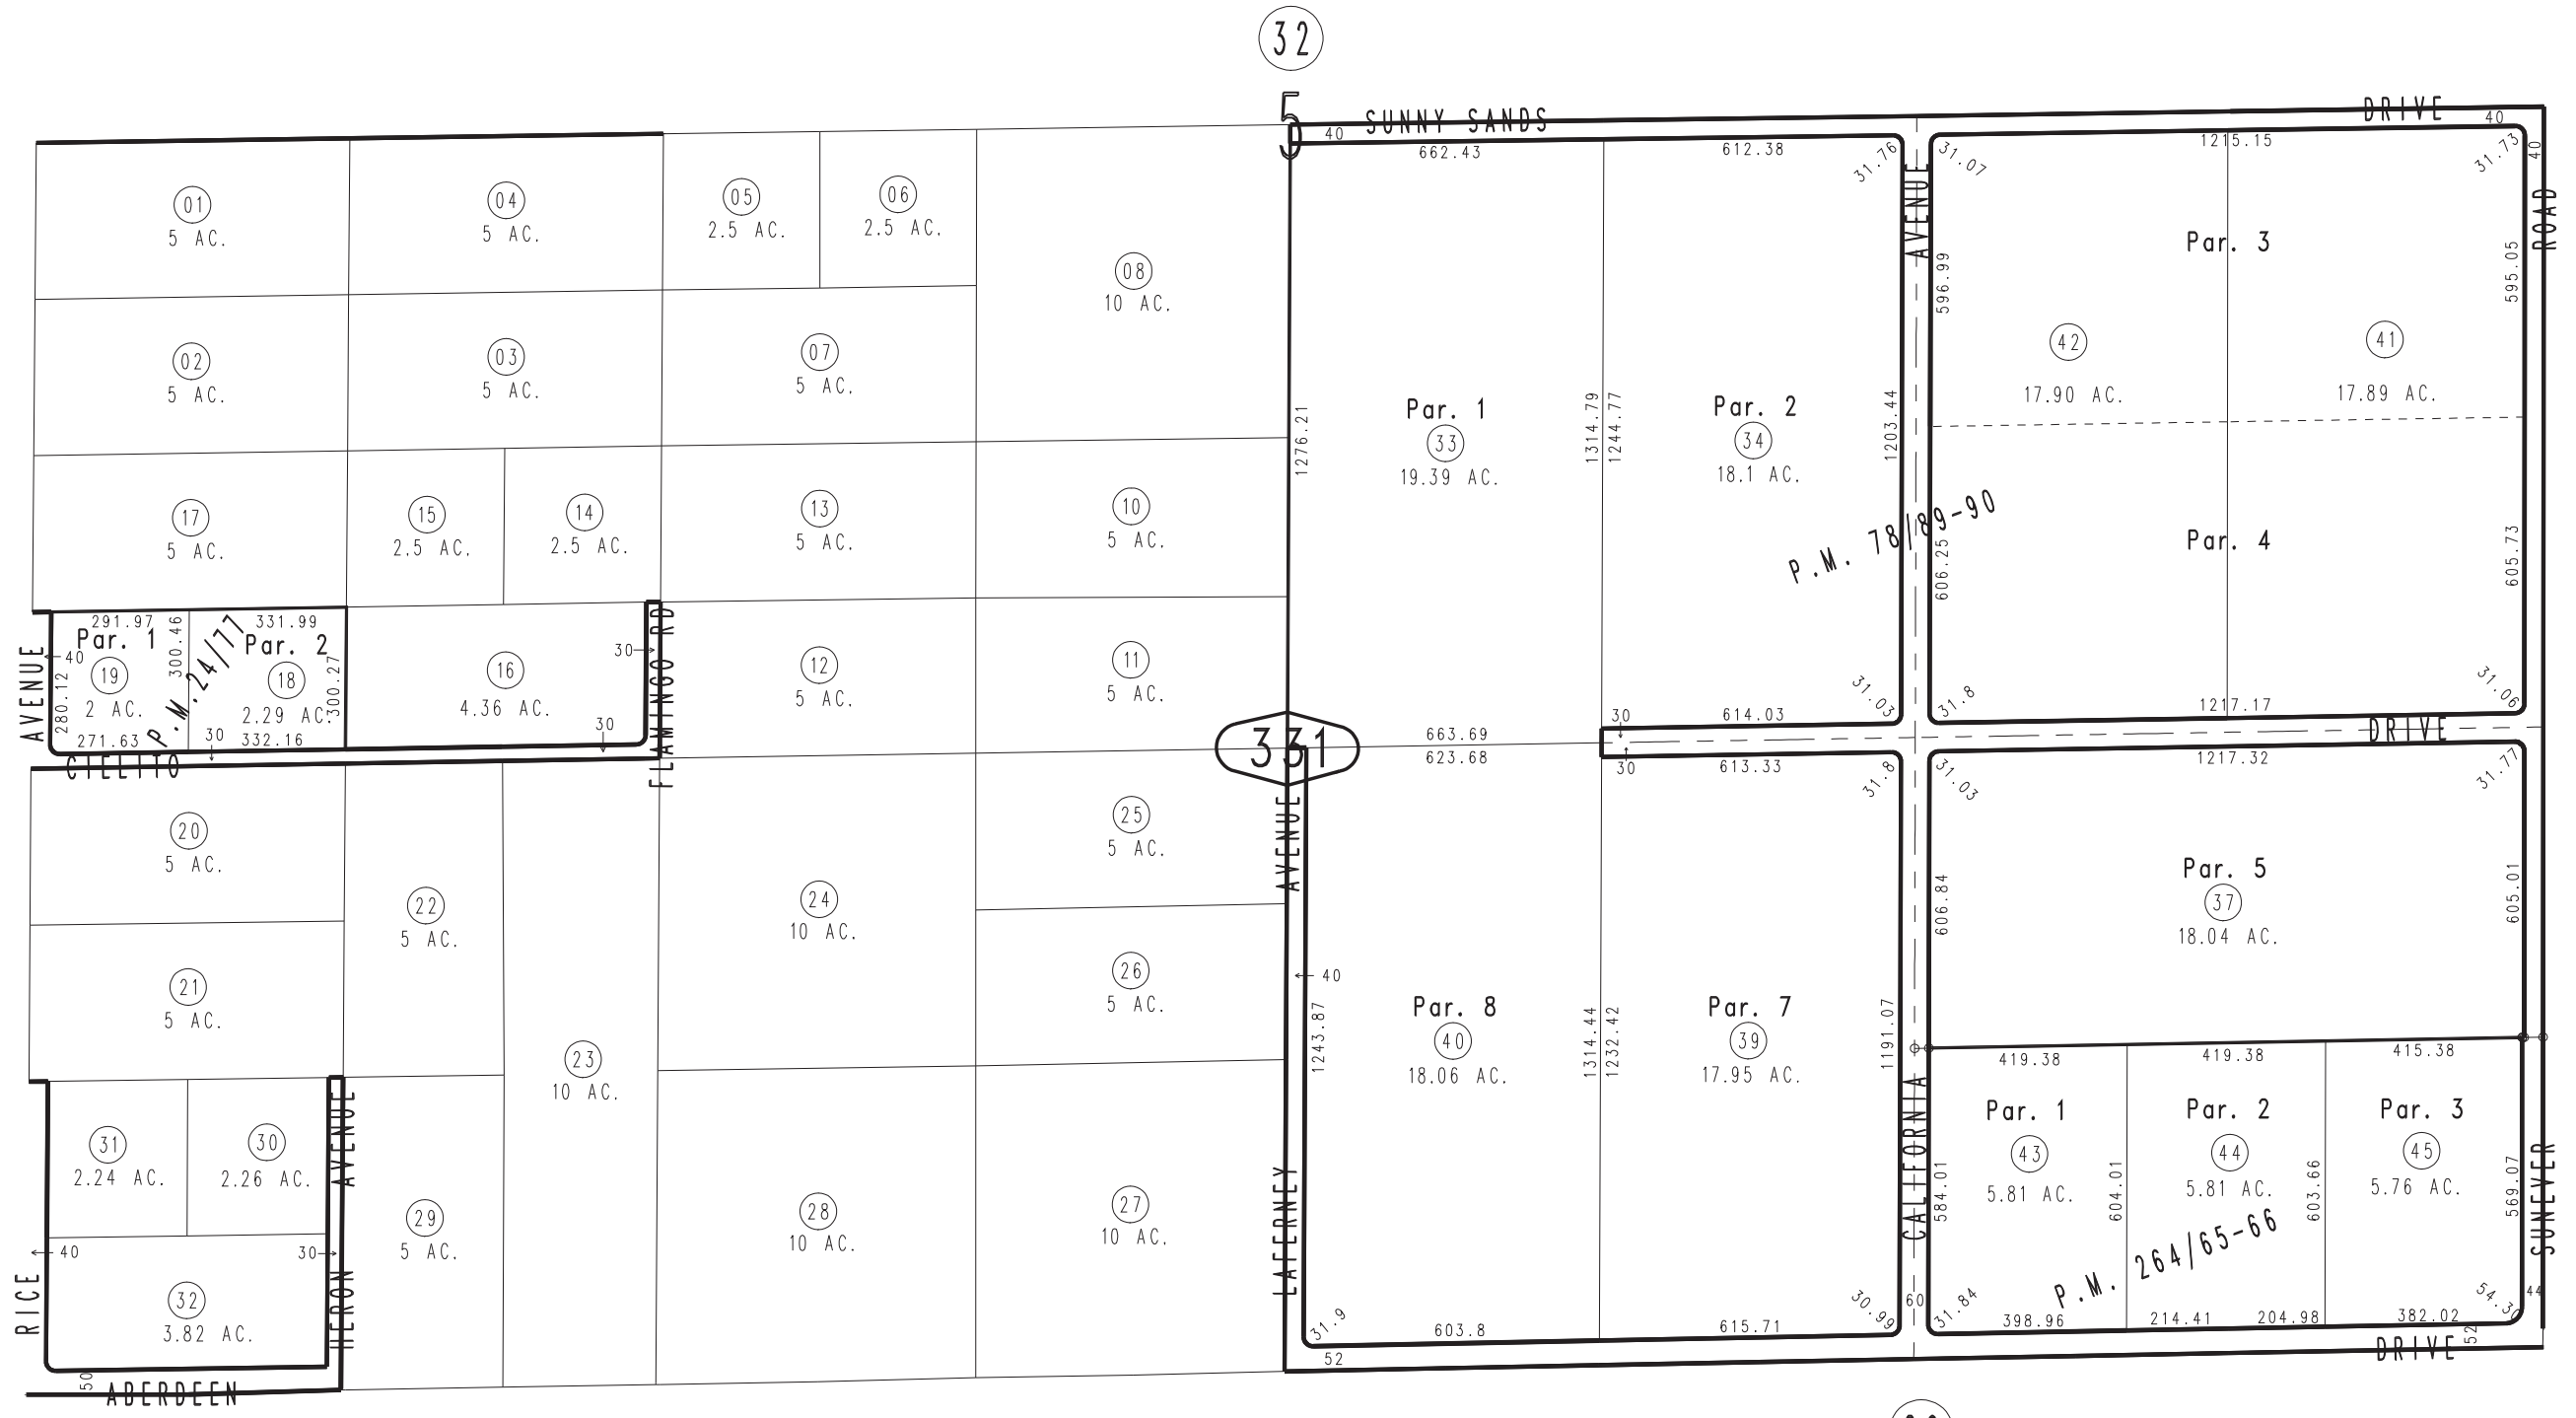 32
5
SUNNY SANDS DRIVE
40 40
662.43 612.38 31.76 31.07 1215.15 31.73 40
AVENUE
ROAD
01
5 AC.
04
5 AC.
05
2.5 AC.
06
2.5 AC.
08
10 AC.
Par. 3
596.99
595.05
02
5 AC.
03
5 AC.
07
5 AC.
42
17.90 AC.
41
17.89 AC.
1276.21
Par. 1
33
19.39 AC.
1314.79
1244.77
Par. 2
34
18.1 AC.
1203.44
P.M. 78/89-90
17
5 AC.
15
2.5 AC.
14
2.5 AC.
13
5 AC.
10
5 AC.
606.25
Par. 4
605.73
291.97
Par. 1
40
19
2 AC.
280.12
271.63
300.46
P.M. 24/77
331.99
Par. 2
18
2.29 AC.
300.27
332.16
30
16
4.36 AC.
30
30
AVENUE
FLAMINGO RD
12
5 AC.
11
5 AC.
31.03 31.8 31.06
30 614.03 1217.17
663.69
331
623.68
30 613.33 31.8 31.03 1217.32 31.77
DRIVE
CIELITO
20
5 AC.
21
5 AC.
22
5 AC.
23
10 AC.
24
10 AC.
25
5 AC.
26
5 AC.
AVENUE
40
1243.87
Par. 8
40
18.06 AC.
1314.44
1232.42
Par. 7
39
17.95 AC.
1191.07
606.84
Par. 5
37
18.04 AC.
605.01
419.38 419.38 415.38
CALIFORNIA
Par. 1
43
5.81 AC.
584.01
604.01
Par. 2
44
5.81 AC.
603.66
Par. 3
45
5.76 AC.
569.07
SUNEVER
P.M. 264/65-66
31
2.24 AC.
30
2.26 AC.
HERON AVENUE
29
5 AC.
28
10 AC.
27
10 AC.
LAFERNEY
40
30
RICE
32
3.82 AC.
31.9 603.8 615.71 30.99 60 31.84 398.96 214.41 204.98 382.02 54.30 44
52 52
DRIVE
50
ABERDEEN